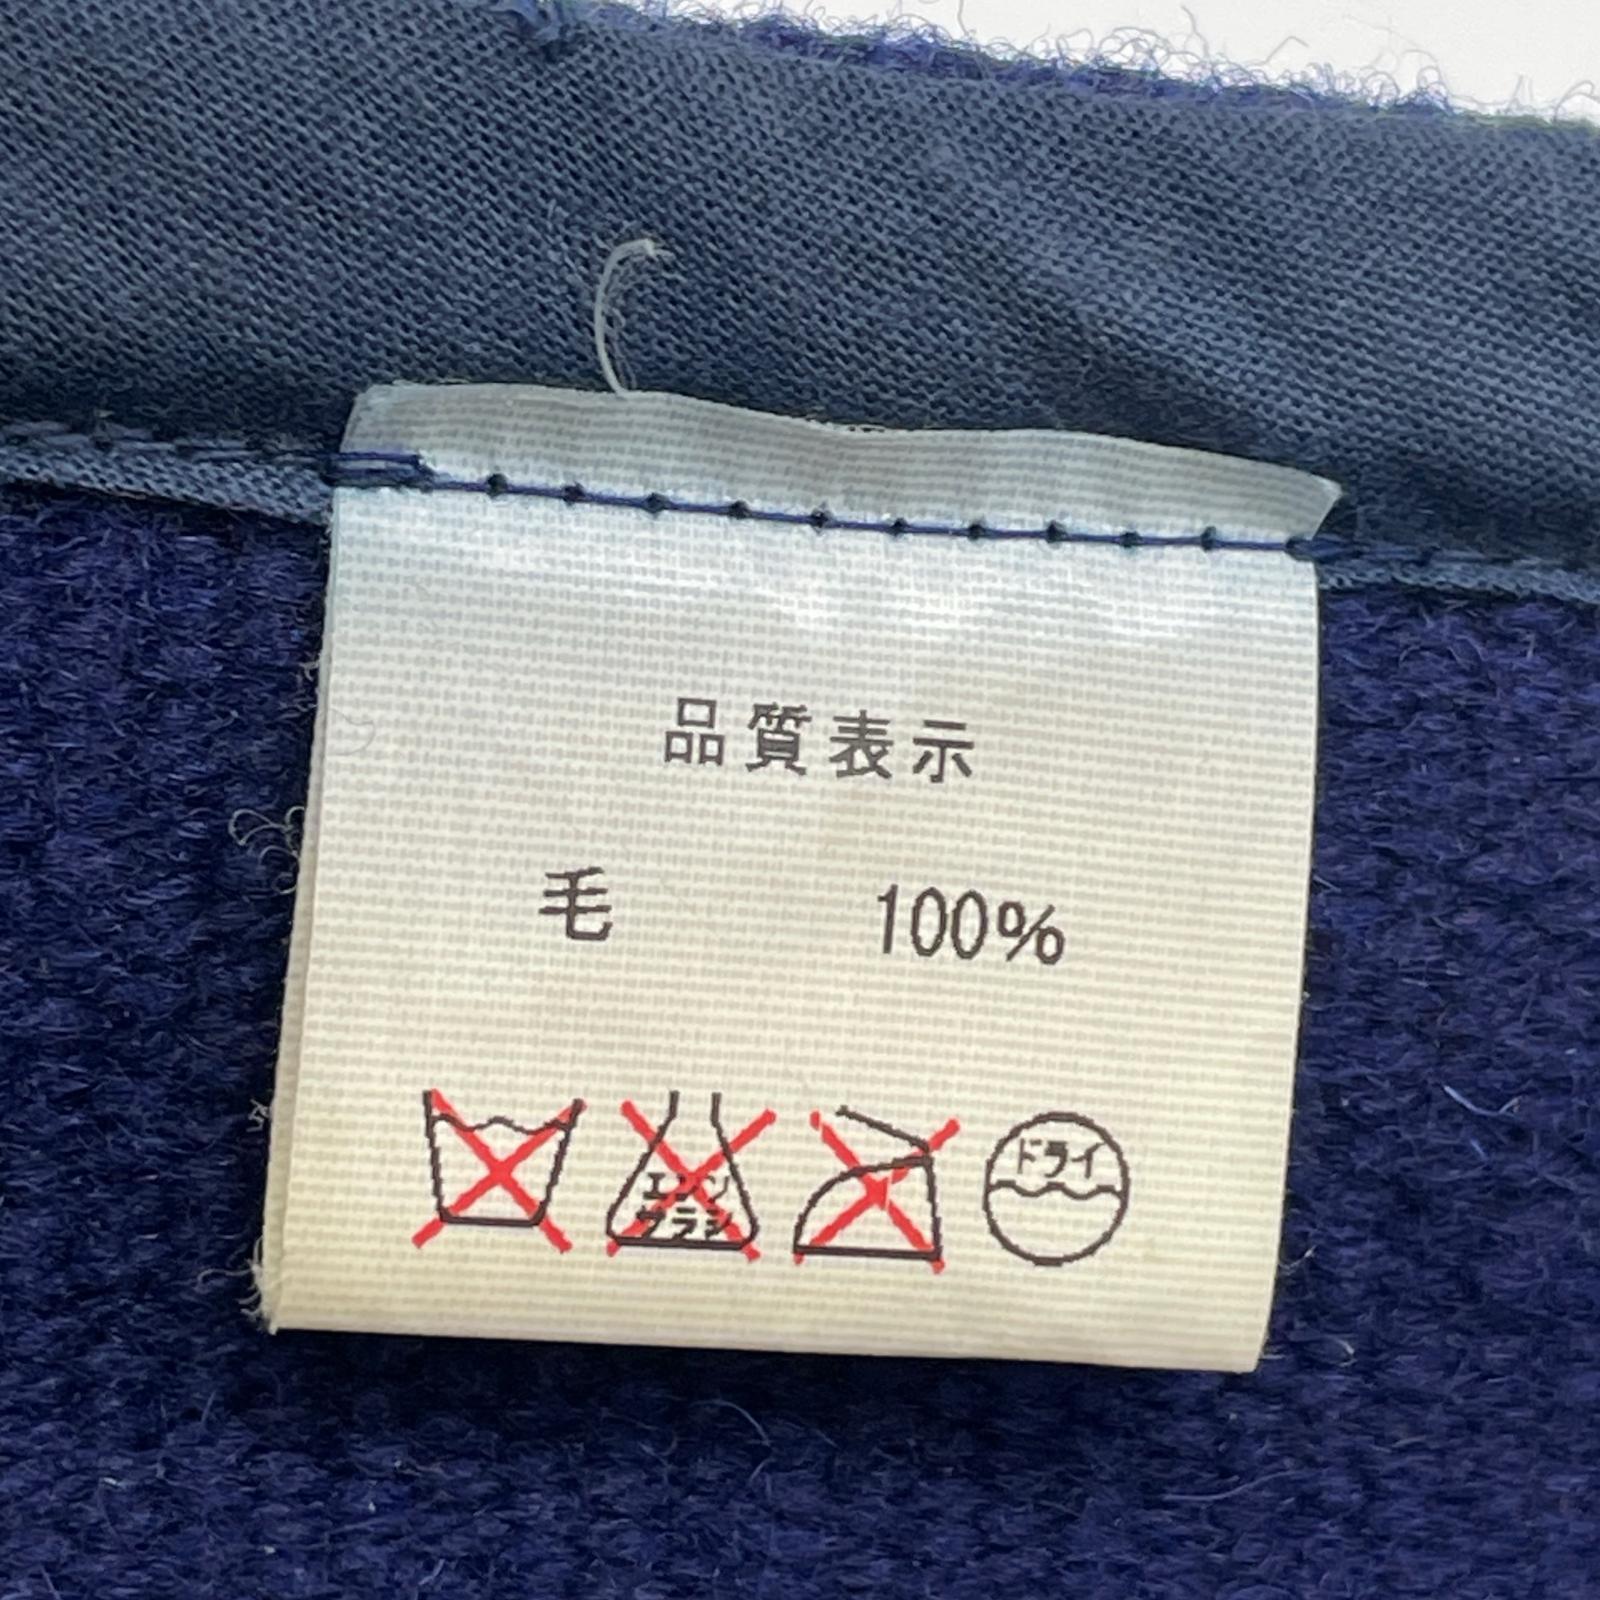 品質表示
毛 100%
エンソ
サラシ
ドライ